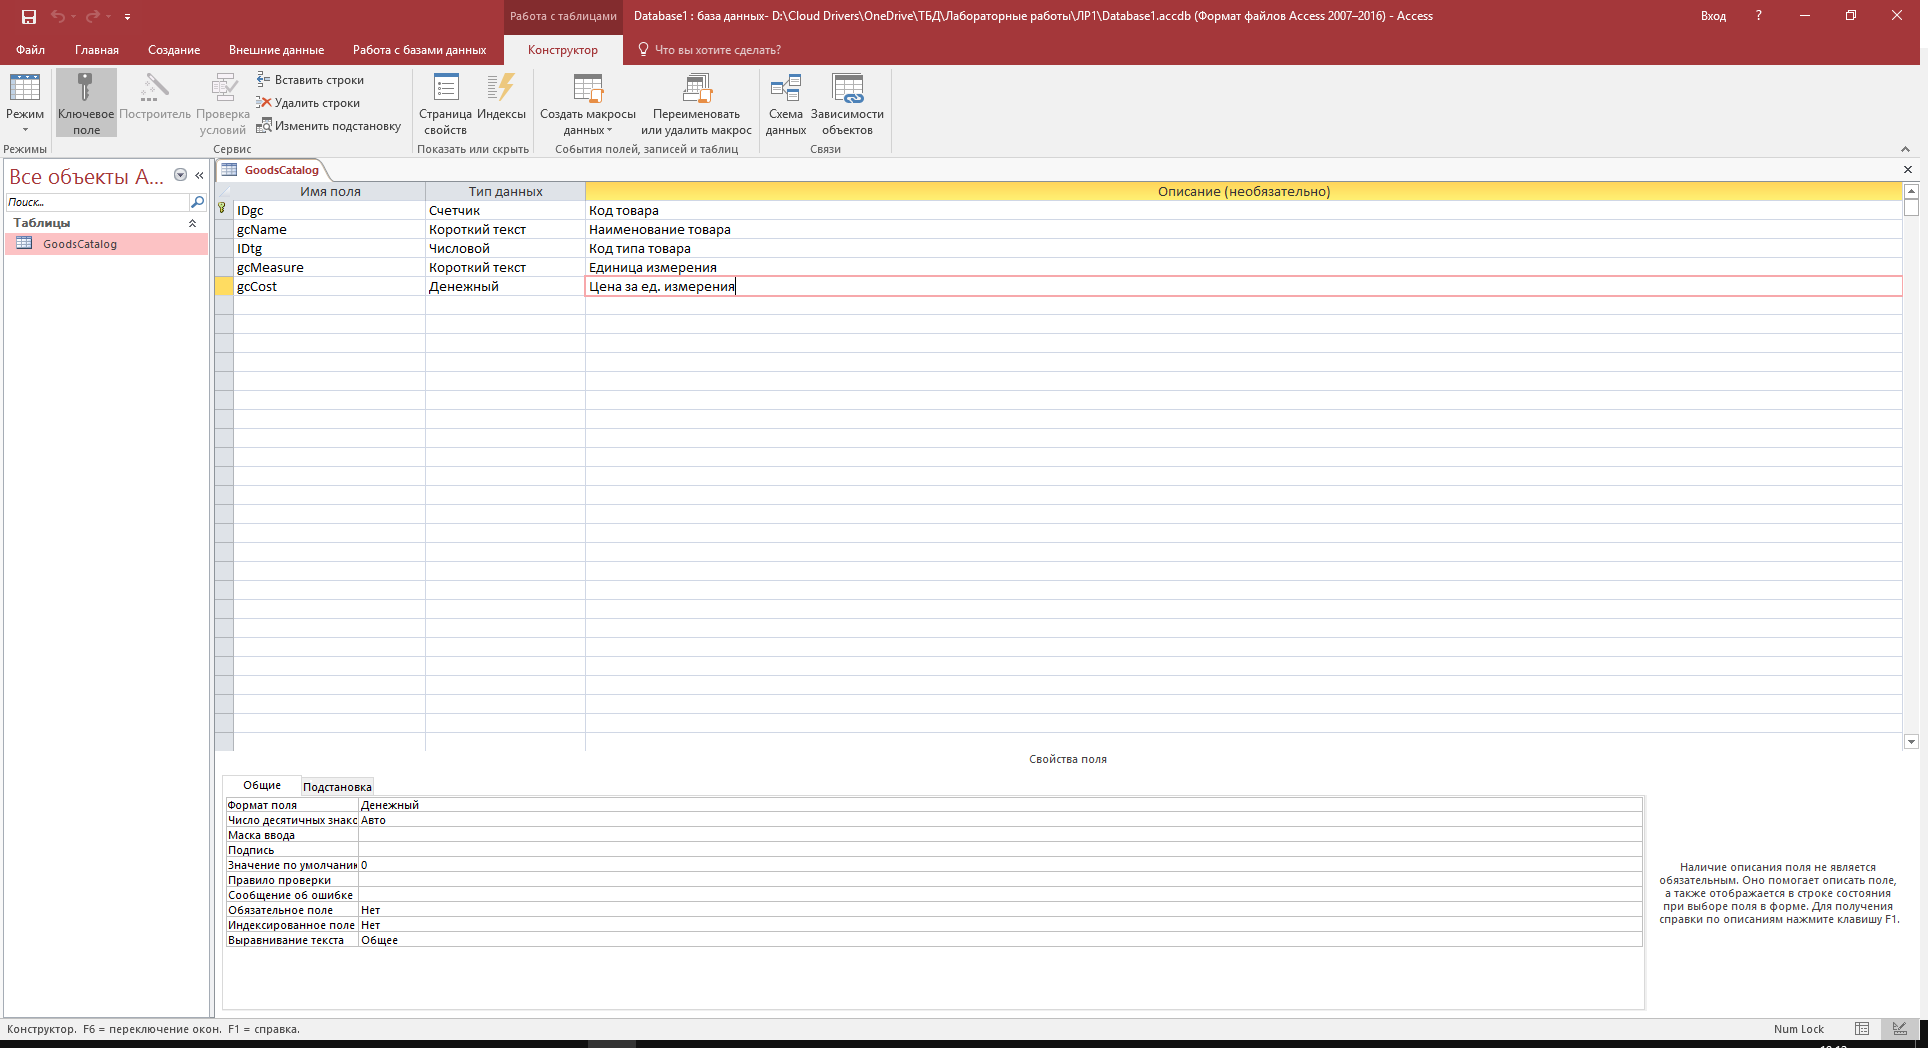 Работа с таблицами
Database1 : база данных- D:\Cloud Drivers\OneDrive\ТБД\Лабораторные работы\ЛР1\Database1.accdb (Формат файлов Access 2007–2016) - Access
Вход ?
Файл Главная Создание Внешние данные Работа с базами данных Конструктор Что вы хотите сделать?
Режим
Ключевое поле
Построитель
Проверка условий
Вставить строки
Удалить строки
Изменить подстановку
Страница свойств
Индексы
Создать макросы данных
Переименовать или удалить макрос
Схема данных
Зависимости объектов
Режимы Сервис Показать или скрыть События полей, записей и таблиц Связи
Все объекты A...
Поиск...
Таблицы
GoodsCatalog
GoodsCatalog
Имя поля Тип данных Описание (необязательно)
IDgc Счетчик Код товара
gcName Короткий текст Наименование товара
IDtg Числовой Код типа товара
gcMeasure Короткий текст Единица измерения
gcCost Денежный Цена за ед. измерения
Свойства поля
Общие Подстановка
Формат поля Денежный
Число десятичных знакс Авто
Маска ввода
Подпись
Значение по умолчани 0
Правило проверки
Сообщение об ошибке
Обязательное поле Нет
Индексированное поле Нет
Выравнивание текста Общее
Наличие описания поля не является
обязательным. Оно помогает описать поле,
а также отображается в строке состояния
при выборе поля в форме. Для получения
справки по описаниям нажмите клавишу F1.
Конструктор. F6 = переключение окон. F1 = справка.
Num Lock